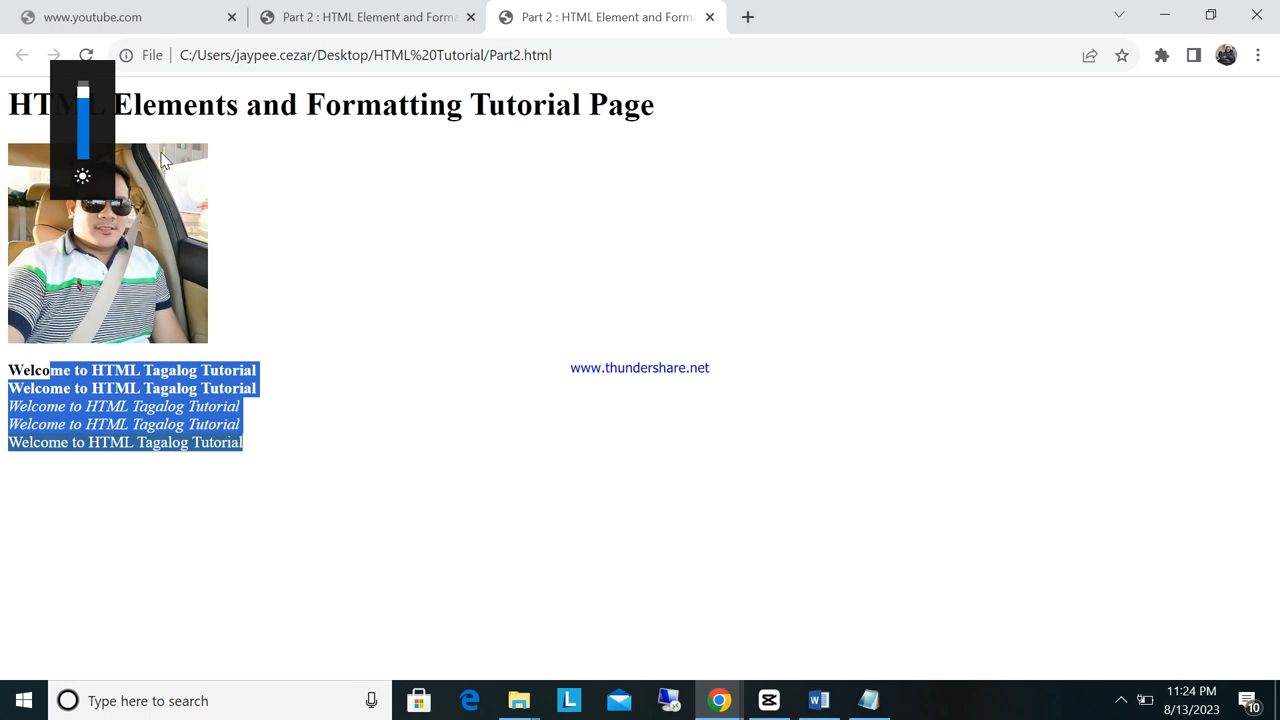 www.youtube.com
Part 2 : HTML Element and Forma
Part 2 : HTML Element and Forma
File
C:/Users/jaypee.cezar/Desktop/HTML%20Tutorial/Part2.html
HTML Elements and Formatting Tutorial Page
Welcome to HTML Tagalog Tutorial
Welcome to HTML Tagalog Tutorial
Welcome to HTML Tagalog Tutorial
Welcome to HTML Tagalog Tutorial
Welcome to HTML Tagalog Tutorial
www.thundershare.net
Type here to search
L
11:24 PM
8/13/2023
10